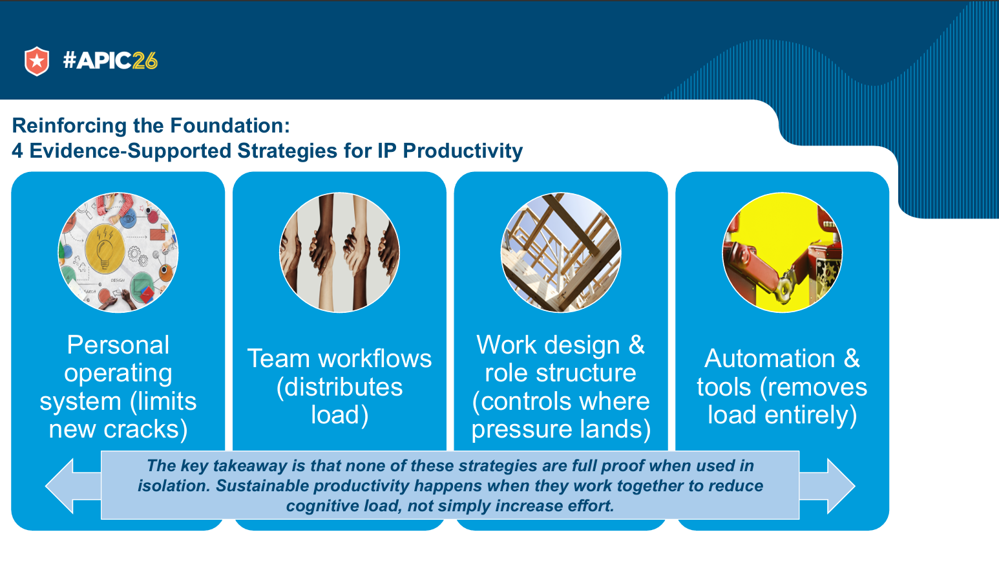 #APIC26
Reinforcing the Foundation:
4 Evidence-Supported Strategies for IP Productivity
DESIGN
Personal
operating
system (limits
new cracks)
Team workflows
(distributes
load)
Work design &
role structure
(controls where
pressure lands)
Automation &
tools (removes
load entirely)
The key takeaway is that none of these strategies are full proof when used in
isolation. Sustainable productivity happens when they work together to reduce
cognitive load, not simply increase effort.